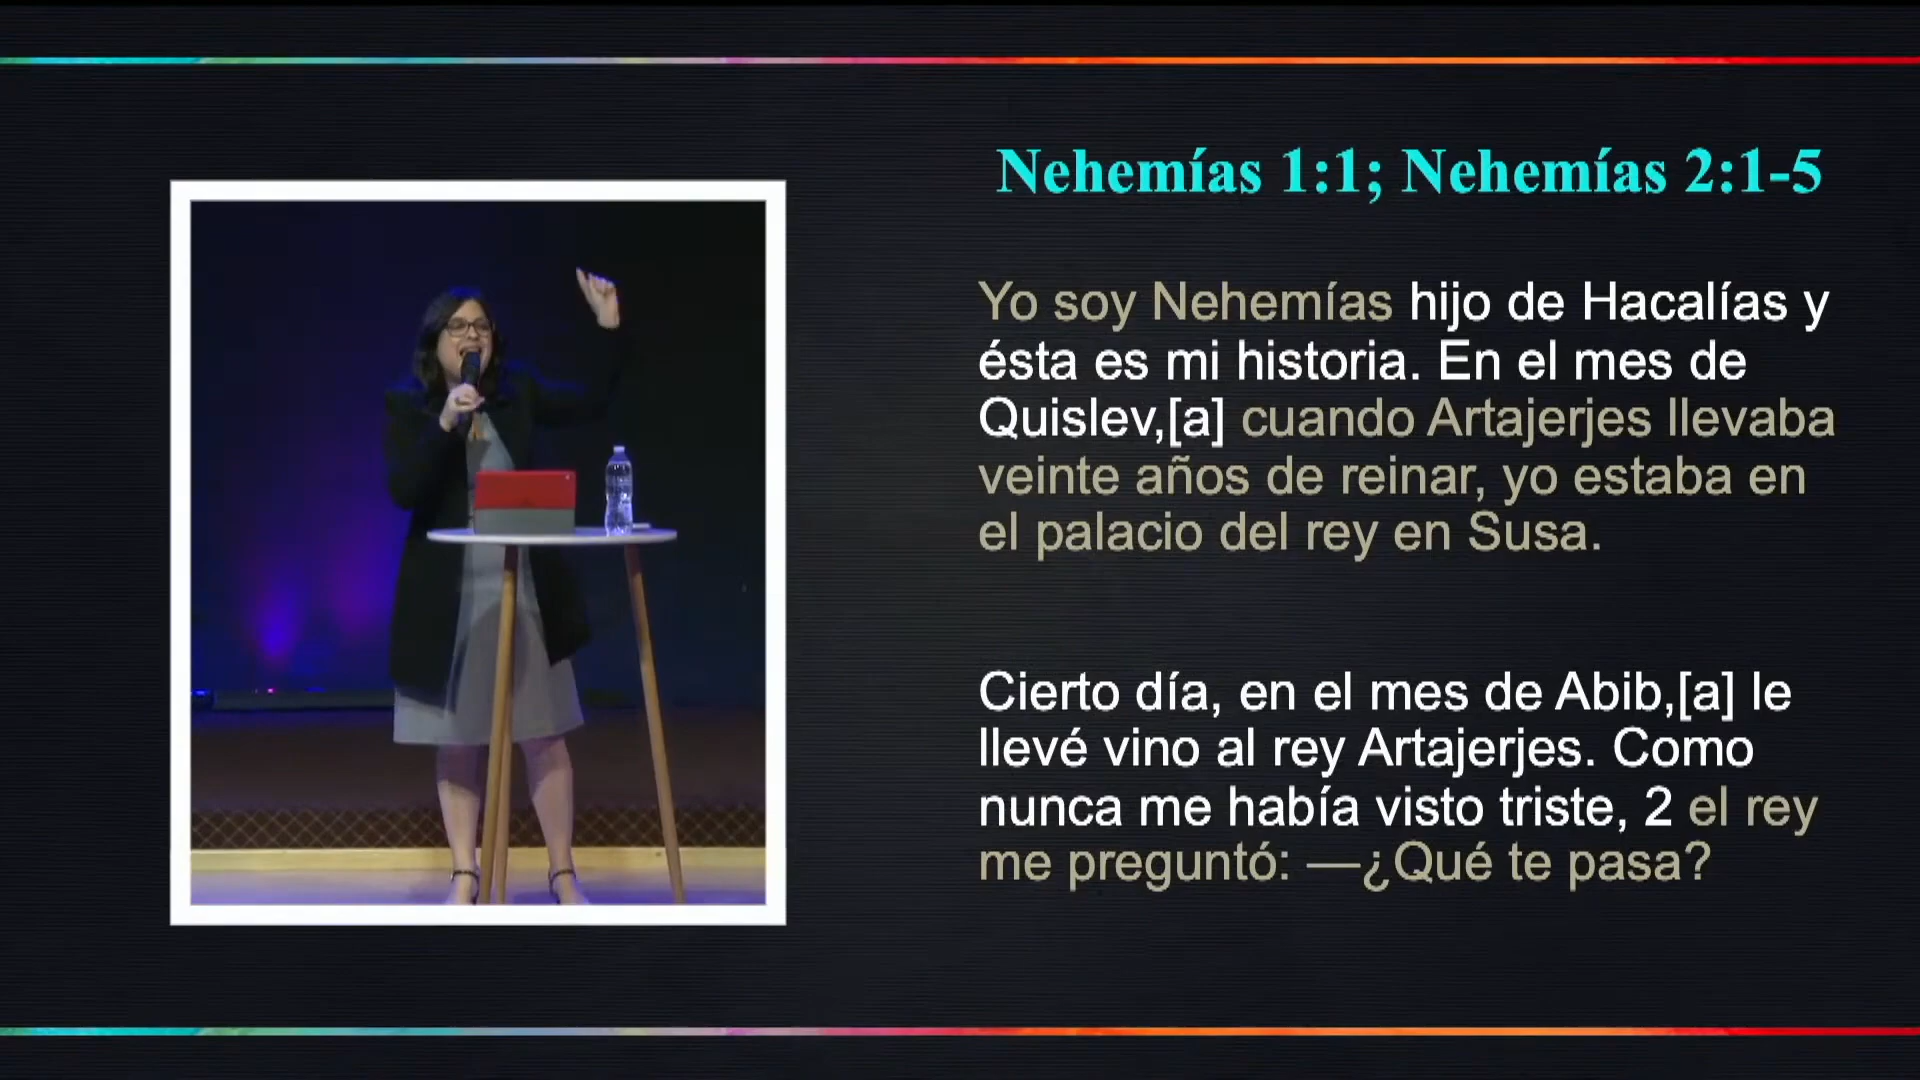 Nehemías 1:1; Nehemías 2:1-5
Yo soy Nehemías hijo de Hacalías y
ésta es mi historia. En el mes de
Quislev,[a] cuando Artajerjes llevaba
veinte años de reinar, yo estaba en
el palacio del rey en Susa.
Cierto día, en el mes de Abib,[a] le
llevé vino al rey Artajerjes. Como
nunca me había visto triste, 2 el rey
me preguntó: —¿Qué te pasa?